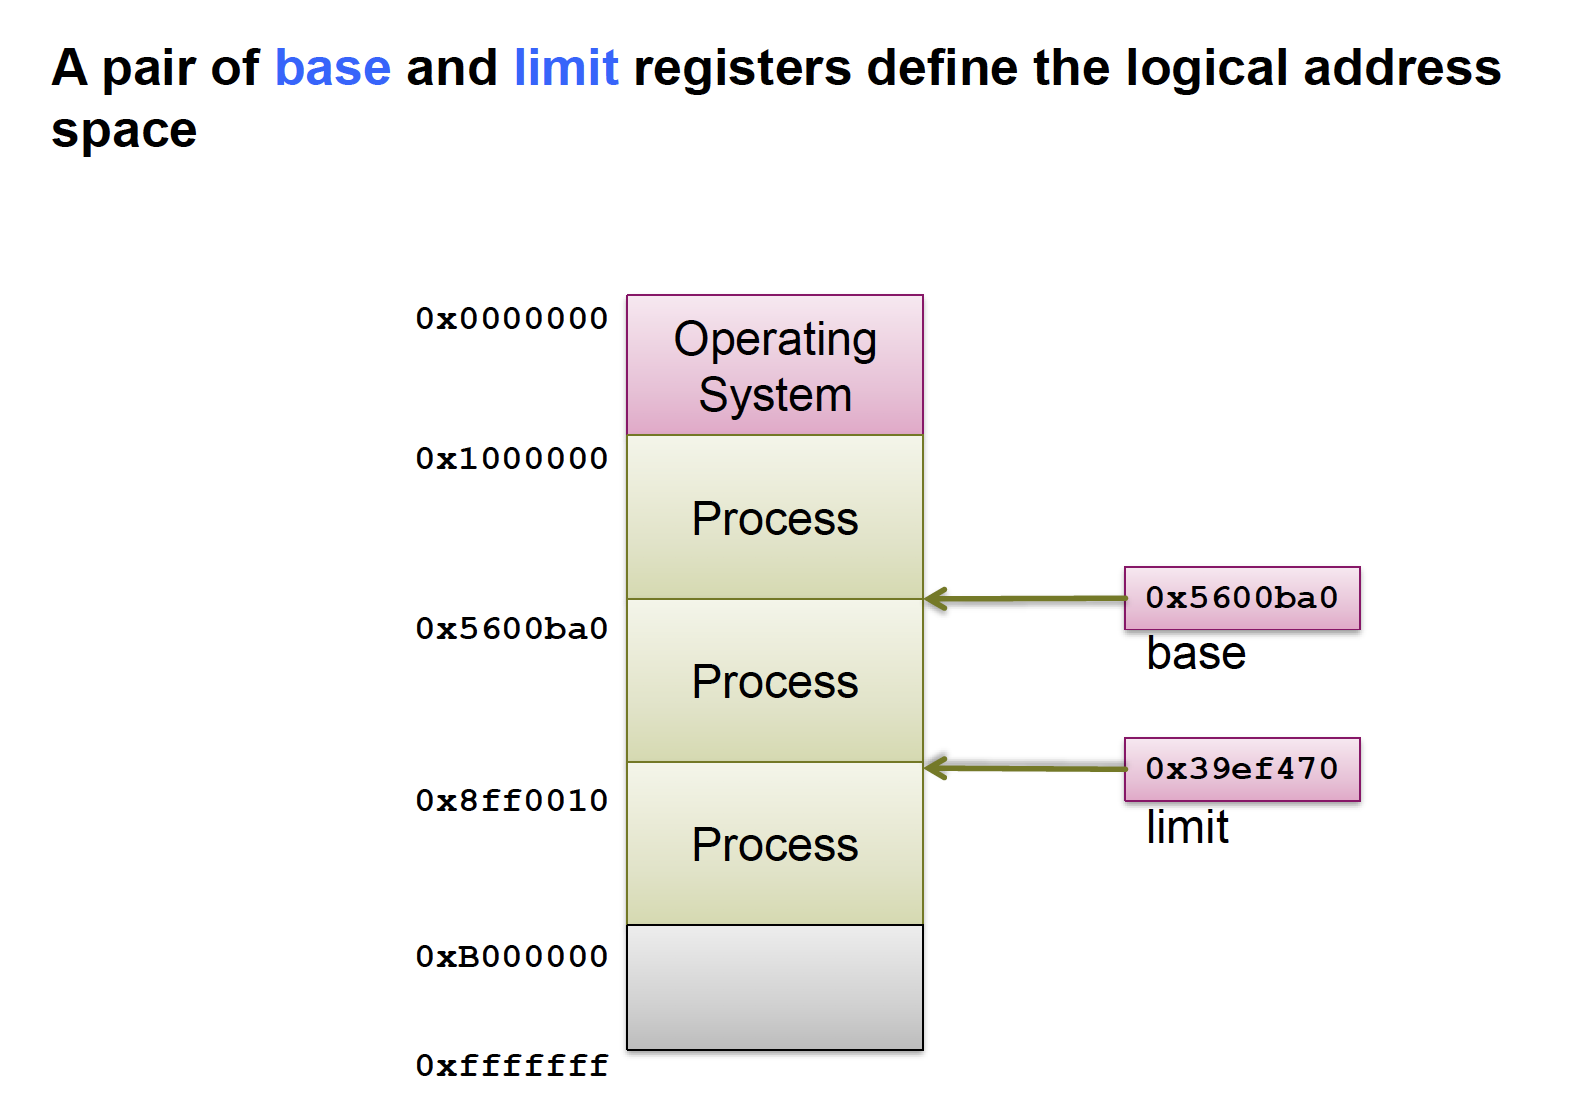 A pair of base and limit registers define the logical address
space
0x0000000
Operating
System
0x1000000
Process
0x5600ba0
base
0x5600ba0
Process
0x39ef470
limit
0x8ff0010
Process
0xB000000
0xfffffff